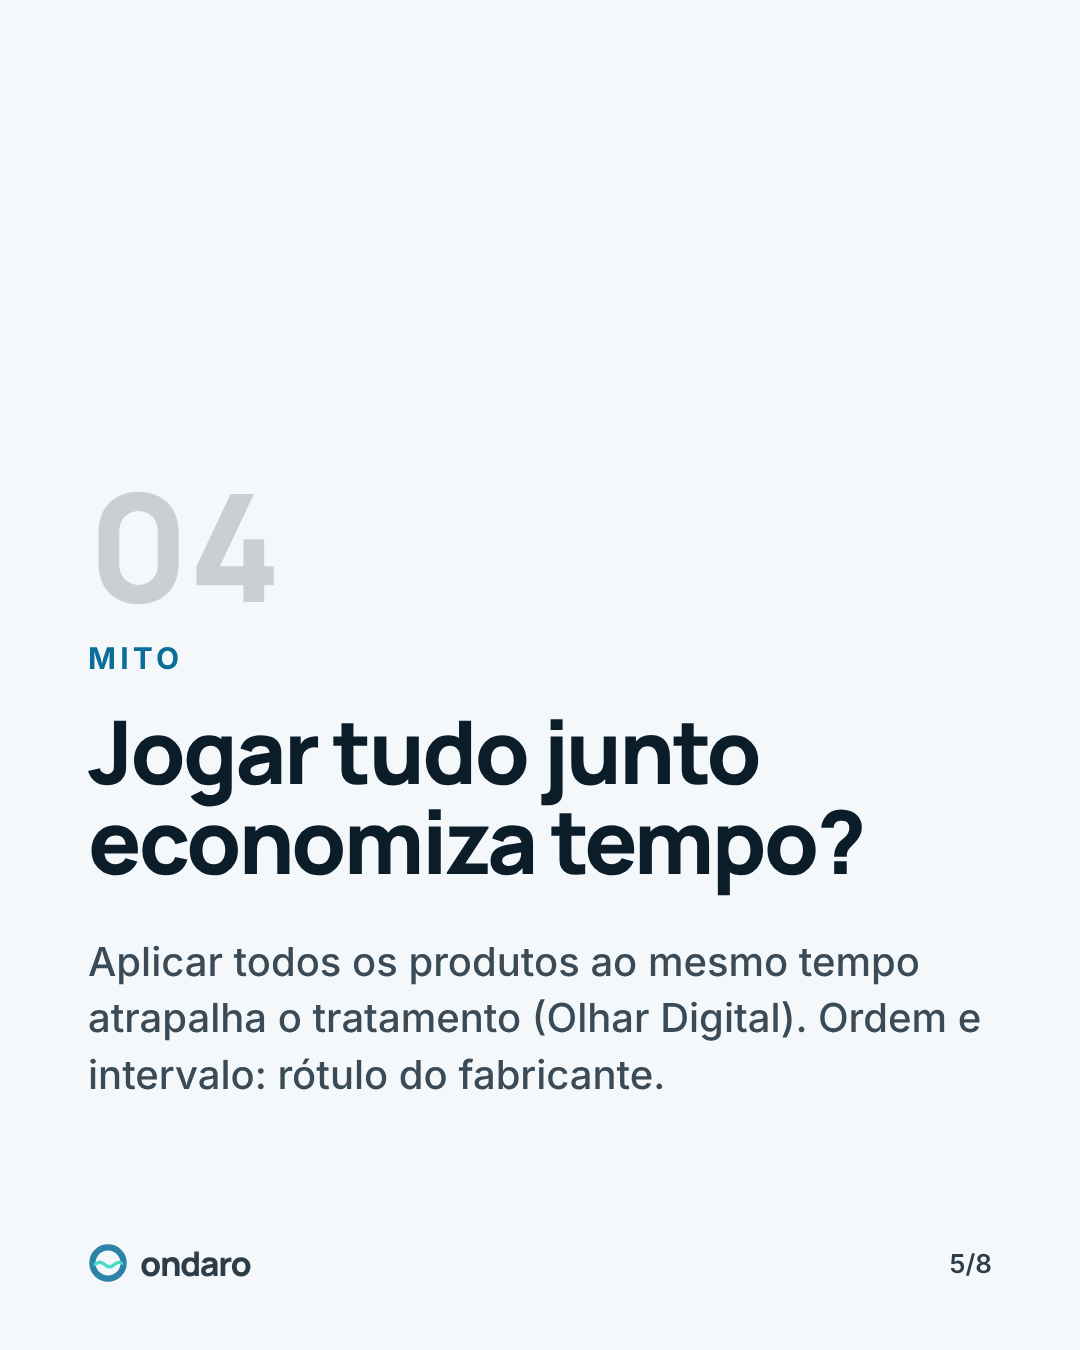 04
MITO
Jogar tudo junto
economiza tempo?
Aplicar todos os produtos ao mesmo tempo
atrapalha o tratamento (Olhar Digital). Ordem e
intervalo: rótulo do fabricante.
ondaro
5/8